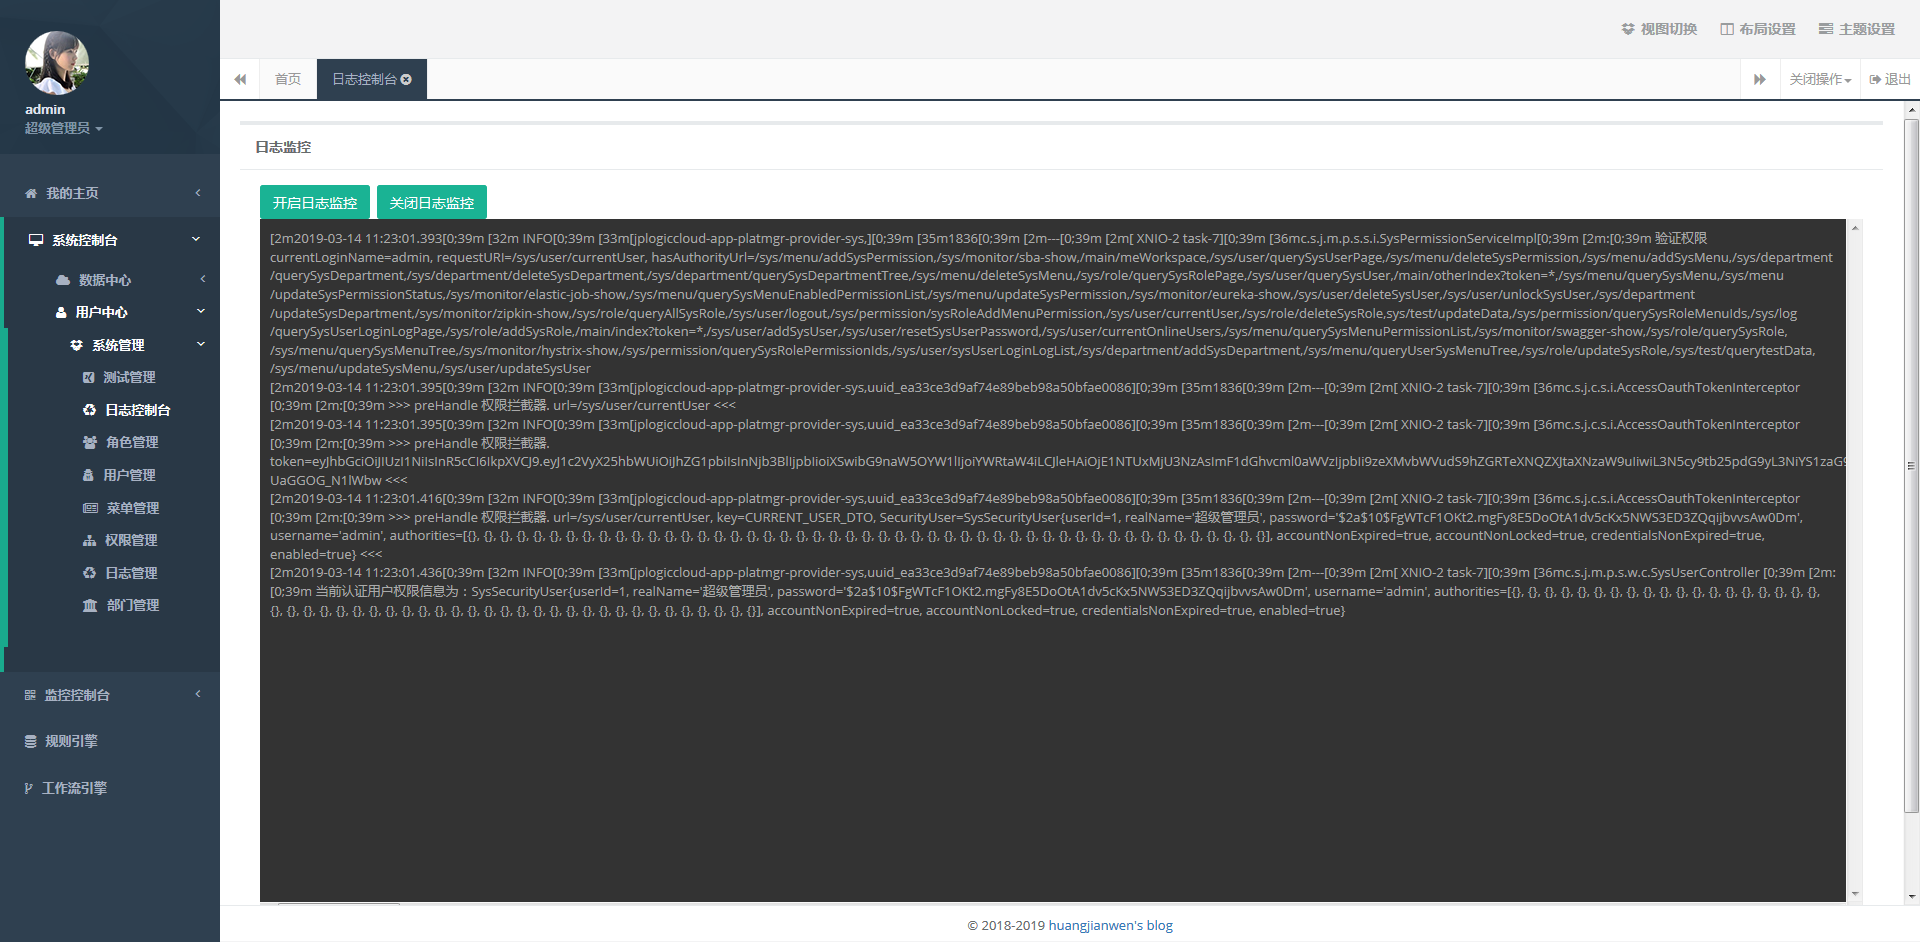 视图切换 布局设置 主题设置
首页 日志控制台 关闭操作 退出
admin
超级管理员
我的主页
系统控制台
数据中心
用户中心
系统管理
测试管理
日志控制台
角色管理
用户管理
菜单管理
权限管理
日志管理
部门管理
监控控制台
规则引擎
工作流引擎
日志监控
开启日志监控 关闭日志监控
[2m2019-03-14 11:23:01.393[0;39m [32m INFO[0;39m [33m[jplogiccloud-app-platmgr-provider-sys,][0;39m [35m1836[0;39m [2m---[0;39m [2m[ XNIO-2 task-7][0;39m [36mc.s.j.m.p.s.s.i.SysPermissionServiceImpl[0;39m [2m:[0;39m 验证权限
currentLoginName=admin, requestURI=/sys/user/currentUser, hasAuthorityUrl=/sys/menu/addSysPermission,/sys/monitor/sba-show,/main/meWorkspace,/sys/user/querySysUserPage,/sys/menu/deleteSysPermission,/sys/menu/addSysMenu,/sys/department
/querySysDepartment,/sys/department/deleteSysDepartment,/sys/department/querySysDepartmentTree,/sys/menu/deleteSysMenu,/sys/role/querySysRolePage,/sys/user/querySysUser,/main/otherIndex?token=*,/sys/menu/querySysMenu,/sys/menu
/updateSysPermissionStatus,/sys/monitor/elastic-job-show,/sys/menu/querySysMenuEnabledPermissionList,/sys/menu/updateSysPermission,/sys/monitor/eureka-show,/sys/user/deleteSysUser,/sys/user/unlockSysUser,/sys/department
/updateSysDepartment,/sys/monitor/zipkin-show,/sys/role/queryAllSysRole,/sys/user/logout,/sys/permission/sysRoleAddMenuPermission,/sys/user/currentUser,/sys/role/deleteSysRole,sys/test/updateData,/sys/permission/querySysRoleMenuIds,/sys/log
/querySysUserLoginLogPage,/sys/role/addSysRole,/main/index?token=*,/sys/user/addSysUser,/sys/user/resetSysUserPassword,/sys/user/currentOnlineUsers,/sys/menu/querySysMenuPermissionList,/sys/monitor/swagger-show,/sys/role/querySysRole,
/sys/menu/querySysMenuTree,/sys/monitor/hystrix-show,/sys/permission/querySysRolePermissionIds,/sys/user/sysUserLoginLogList,/sys/department/addSysDepartment,/sys/menu/queryUserSysMenuTree,/sys/role/updateSysRole,/sys/test/querytestData,
/sys/menu/updateSysMenu,/sys/user/updateSysUser
[2m2019-03-14 11:23:01.395[0;39m [32m INFO[0;39m [33m[jplogiccloud-app-platmgr-provider-sys,uuid_ea33ce3d9af74e89beb98a50bfae0086][0;39m [35m1836[0;39m [2m---[0;39m [2m[ XNIO-2 task-7][0;39m [36mc.s.j.c.s.i.AccessOauthTokenInterceptor
[0;39m [2m:[0;39m >>> preHandle 权限拦截器. url=/sys/user/currentUser <<<
[2m2019-03-14 11:23:01.395[0;39m [32m INFO[0;39m [33m[jplogiccloud-app-platmgr-provider-sys,uuid_ea33ce3d9af74e89beb98a50bfae0086][0;39m [35m1836[0;39m [2m---[0;39m [2m[ XNIO-2 task-7][0;39m [36mc.s.j.c.s.i.AccessOauthTokenInterceptor
[0;39m [2m:[0;39m >>> preHandle 权限拦截器.
token=eyJhbGciOiJIUzI1NiIsInR5cCI6IkpXVCJ9.eyJ1c2VyX25hbWUiOiJhZG1pbiIsInNjb3BlIjpbIioiXSwibG9naW5OYW1lIjoiYWRtaW4iLCJleHAiOjE1NTUxMjU3NzAsImF1dGhvcml0aWVzIjpbIi9zeXMvbWVudS9hZGRTeXNQZXJtaXNzaW9uIiwiL3N5cy9tb25pdG9yL3NiYS1zaG9
UaGGOG_N1lWbw <<<
[2m2019-03-14 11:23:01.416[0;39m [32m INFO[0;39m [33m[jplogiccloud-app-platmgr-provider-sys,uuid_ea33ce3d9af74e89beb98a50bfae0086][0;39m [35m1836[0;39m [2m---[0;39m [2m[ XNIO-2 task-7][0;39m [36mc.s.j.c.s.i.AccessOauthTokenInterceptor
[0;39m [2m:[0;39m >>> preHandle 权限拦截器. url=/sys/user/currentUser, key=CURRENT_USER_DTO, SecurityUser=SysSecurityUser{userId=1, realName='超级管理员', password='$2a$10$FgWTcF1OKt2.mgFy8E5DoOtA1dv5cKx5NWS3ED3ZQqijbvvsAw0Dm',
username='admin', authorities=[{}, {}, {}, {}, {}, {}, {}, {}, {}, {}, {}, {}, {}, {}, {}, {}, {}, {}, {}, {}, {}, {}, {}, {}, {}, {}, {}, {}, {}, {}, {}, {}, {}, {}, {}, {}, {}, {}, {}, {}, {}, {}, {}, {}, {}, {}, {}, {}, {}], accountNonExpired=true, accountNonLocked=true, credentialsNonExpired=true,
enabled=true} <<<
[2m2019-03-14 11:23:01.436[0;39m [32m INFO[0;39m [33m[jplogiccloud-app-platmgr-provider-sys,uuid_ea33ce3d9af74e89beb98a50bfae0086][0;39m [35m1836[0;39m [2m---[0;39m [2m[ XNIO-2 task-7][0;39m [36mc.s.j.m.p.s.w.c.SysUserController [0;39m [2m:
[0;39m 当前认证用户权限信息为：SysSecurityUser{userId=1, realName='超级管理员', password='$2a$10$FgWTcF1OKt2.mgFy8E5DoOtA1dv5cKx5NWS3ED3ZQqijbvvsAw0Dm', username='admin', authorities=[{}, {}, {}, {}, {}, {}, {}, {}, {}, {}, {}, {}, {}, {}, {}, {}, {}, {}, {},
{}, {}, {}, {}, {}, {}, {}, {}, {}, {}, {}, {}, {}, {}, {}, {}, {}, {}, {}, {}, {}, {}, {}, {}, {}, {}, {}, {}, {}, {}], accountNonExpired=true, accountNonLocked=true, credentialsNonExpired=true, enabled=true}
© 2018-2019 huangjianwen's blog